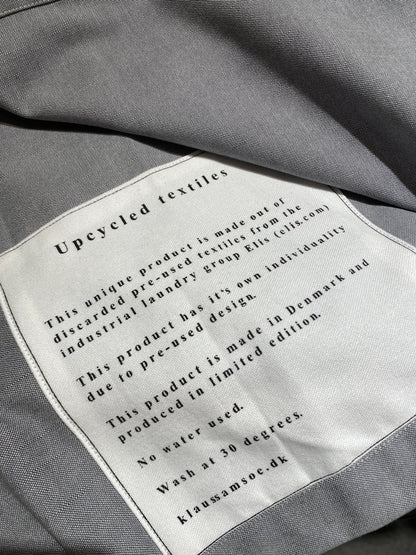 Upcycled textiles
This unique product is made out of
discarded pre-used textiles from the
industrial laundry group Elis (elis.com)
This product has it's own individuality
due to pre-used design.
This product is made in Denmark and
produced in limited edition.
No water used.
Wash at 30 degrees.
klaussamsoe.dk